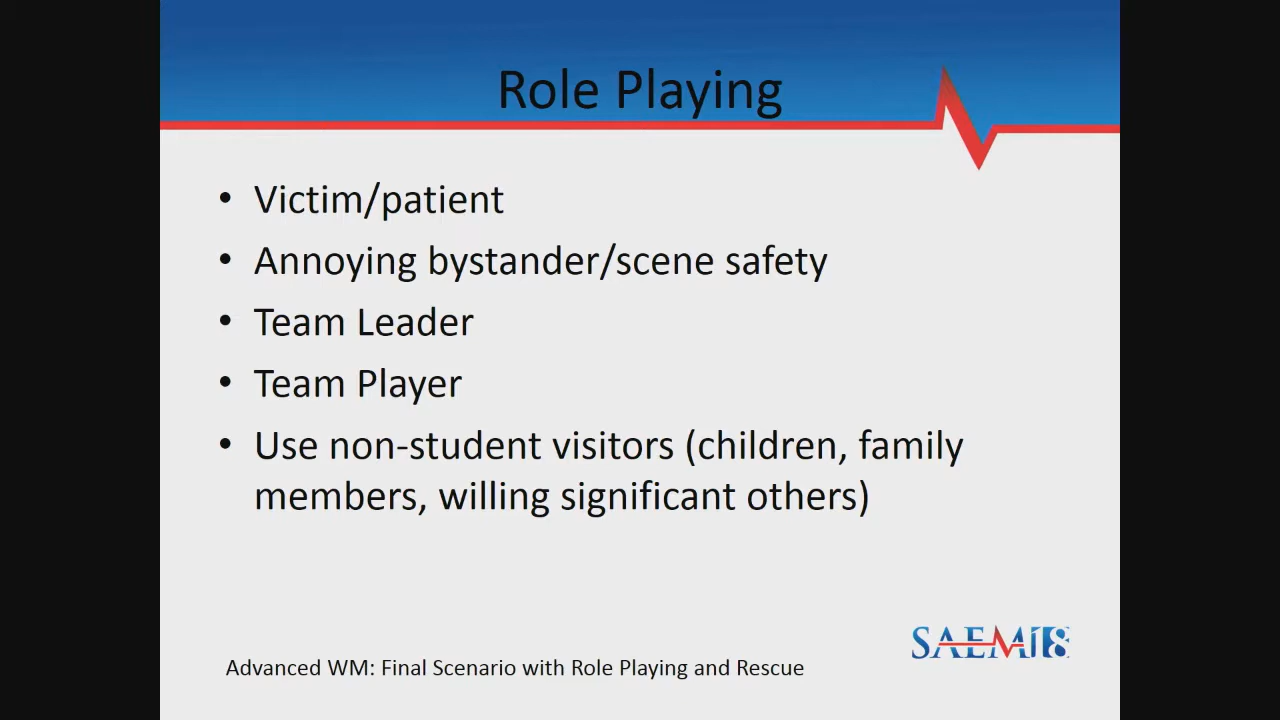 Role Playing
• Victim/patient
• Annoying bystander/scene safety
• Team Leader
• Team Player
• Use non-student visitors (children, family
members, willing significant others)
SAEM18
Advanced WM: Final Scenario with Role Playing and Rescue